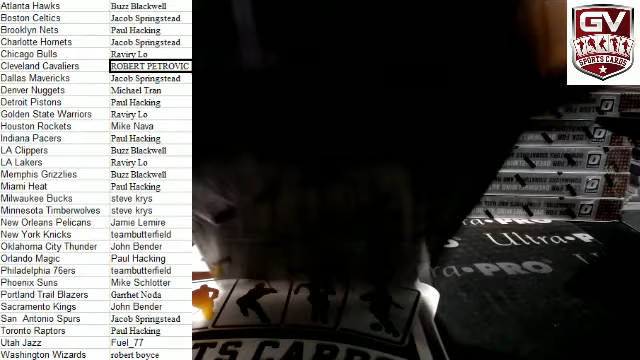 Atlanta Hawks Buzz Blackwell
Boston Celtics Jacob Springstead
Brooklyn Nets Paul Hacking
Charlotte Hornets Jacob Springstead
Chicago Bulls Raviry Lo
Cleveland Cavaliers ROBERT PETROVIC
Dallas Mavericks Jacob Springstead
Denver Nuggets Michael Tran
Detroit Pistons Paul Hacking
Golden State Warriors Raviry Lo
Houston Rockets Mike Nava
Indiana Pacers Paul Hacking
LA Clippers Buzz Blackwell
LA Lakers Raviry Lo
Memphis Grizzlies Buzz Blackwell
Miami Heat Paul Hacking
Milwaukee Bucks steve krys
Minnesota Timberwolves steve krys
New Orleans Pelicans Jamie Lemire
New York Knicks teambutterfield
Oklahoma City Thunder John Bender
Orlando Magic Paul Hacking
Philadelphia 76ers teambutterfield
Phoenix Suns Mike Schlotter
Portland Trail Blazers Garrhet Noda
Sacramento Kings John Bender
San Antonio Spurs Jacob Springstead
Toronto Raptors Paul Hacking
Utah Jazz Fuel_77
Washington Wizards robert boyce
GV
SPORTS CARDS
Ultra PRO
PRO
TS CARDS